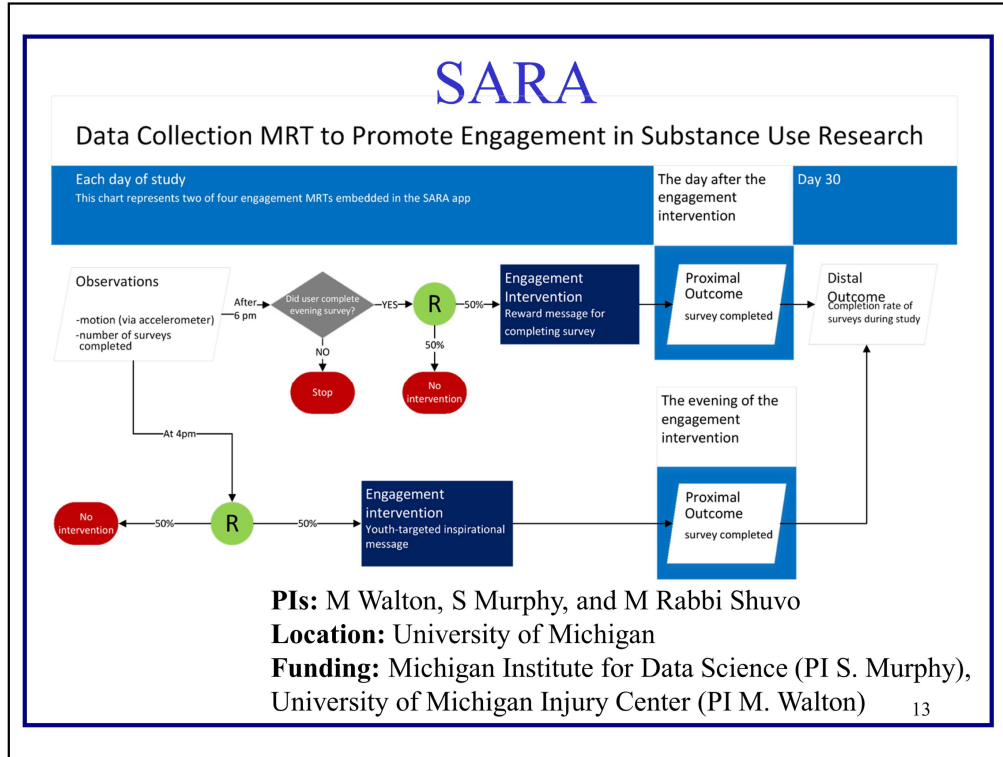 SARA
Data Collection MRT to Promote Engagement in Substance Use Research
Each day of study
This chart represents two of four engagement MRTs embedded in the SARA app
The day after the
engagement
intervention
Day 30
Observations
-motion (via accelerometer)
-number of surveys
completed
After
6 pm
Did user complete
evening survey?
YES
R
50%
Engagement
Intervention
Reward message for
completing survey
Proximal
Outcome
survey completed
Distal
Outcome
Completion rate of
surveys during study
NO
50%
Stop
No
intervention
The evening of the
engagement
intervention
At 4pm
No
intervention
50%
R
50%
Engagement
intervention
Youth-targeted inspirational
message
Proximal
Outcome
survey completed
PIs: M Walton, S Murphy, and M Rabbi Shuvo
Location: University of Michigan
Funding: Michigan Institute for Data Science (PI S. Murphy),
University of Michigan Injury Center (PI M. Walton)
13